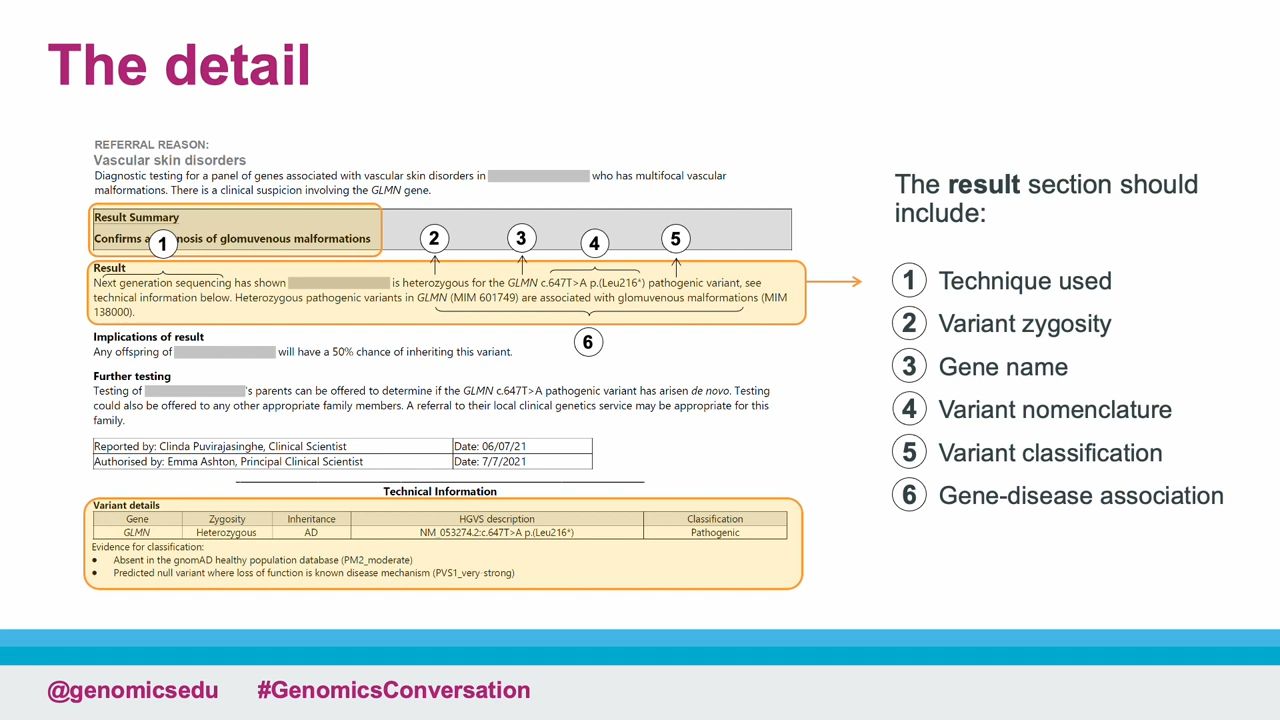 The detail
REFERRAL REASON:
Vascular skin disorders
Diagnostic testing for a panel of genes associated with vascular skin disorders in who has multifocal vascular
malformations. There is a clinical suspicion involving the GLMN gene.
Result Summary
Confirms a nosis of glomuvenous malformations
1
2
3
4
5
Result
Next generation sequencing has shown is heterozygous for the GLMN c.647T>A p.(Leu216*) pathogenic variant, see
technical information below. Heterozygous pathogenic variants in GLMN (MIM 601749) are associated with glomuvenous malformations (MIM
138000).
6
Implications of result
Any offspring of will have a 50% chance of inheriting this variant.
Further testing
Testing of 's parents can be offered to determine if the GLMN c.647T>A pathogenic variant has arisen de novo. Testing
could also be offered to any other appropriate family members. A referral to their local clinical genetics service may be appropriate for this
family.
Reported by: Clinda Puvirajasinghe, Clinical Scientist Date: 06/07/21
Authorised by: Emma Ashton, Principal Clinical Scientist Date: 7/7/2021
Technical Information
Variant details
Gene Zygosity Inheritance HGVS description Classification
GLMN Heterozygous AD NM_053274.2:c.647T>A p.(Leu216*) Pathogenic
Evidence for classification:
• Absent in the gnomAD healthy population database (PM2_moderate)
• Predicted null variant where loss of function is known disease mechanism (PVS1_very strong)
The result section should
include:
1 Technique used
2 Variant zygosity
3 Gene name
4 Variant nomenclature
5 Variant classification
6 Gene-disease association
@genomicsedu #GenomicsConversation